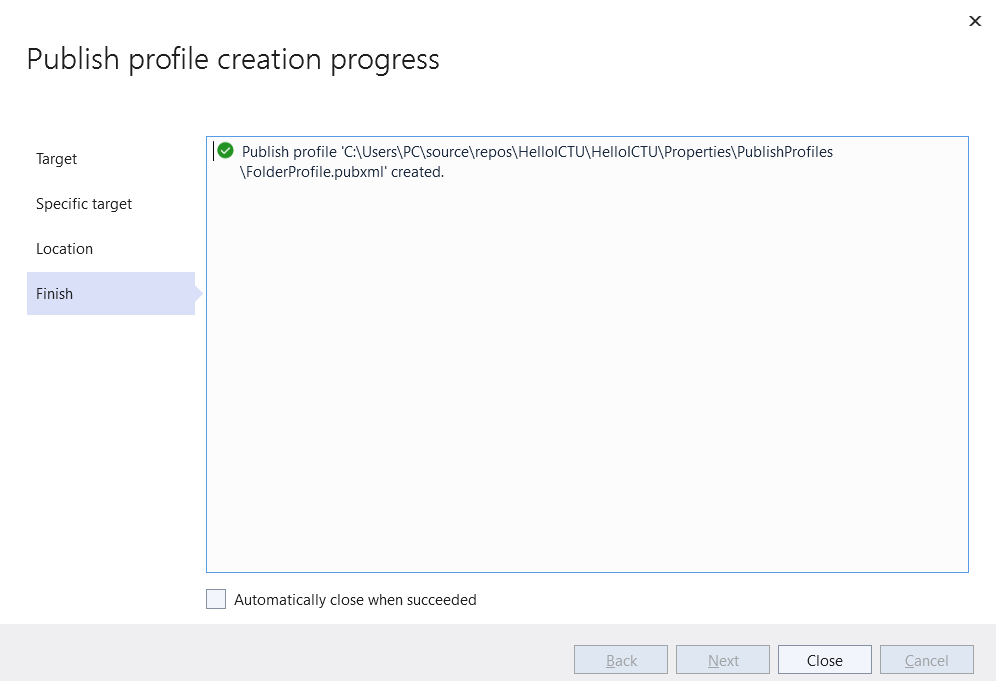 Publish profile creation progress
Target
Specific target
Location
Finish
Publish profile 'C:\Users\PC\source\repos\HelloICTU\HelloICTU\Properties\PublishProfiles
\FolderProfile.pubxml' created.
Automatically close when succeeded
Back
Next
Close
Cancel